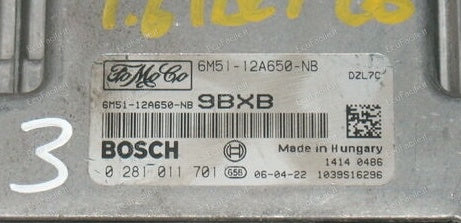 FoMoCo 6M51-12A650-NB
DZL7C
6M51-12A650-NB 9BXB
BOSCH Made in Hungary
1414 0486
0 281 011 701 G5B 06-04-22 1039S16296
3